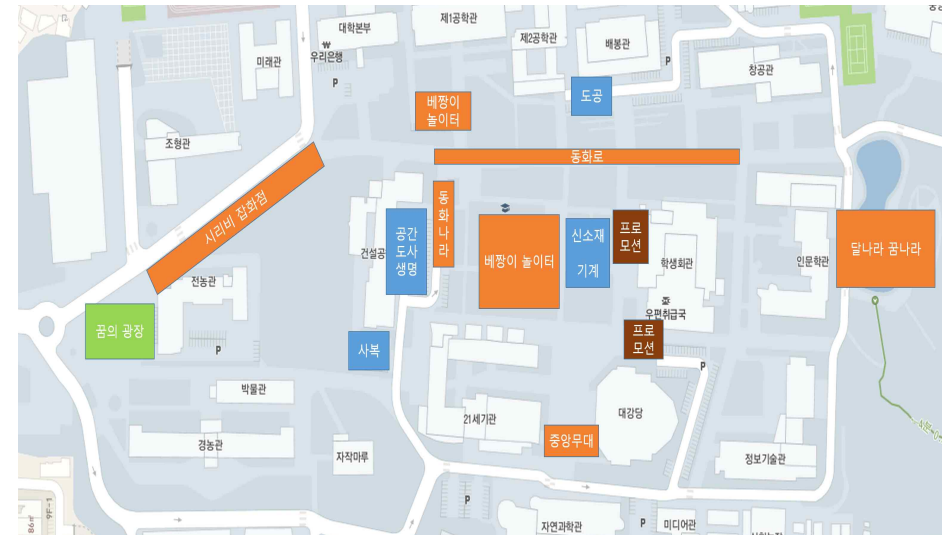 대학본부
제1공학관
제2공학관
배봉관
우리은행
미래관
P
P
창공관
도공
베짱이
놀이터
조형관
동화로
시리비 잡화점
동
화
나
라
공간
도사
생명
건설공
베짱이 놀이터
신소재
기계
프로
모션
학생회관
인문학관
달나라 꿈나라
전농관
우편취급국
꿈의 광장
프로
모션
P
사복
P
박물관
대강당
21세기관
중앙무대
경농관
자작마루
정보기술관
P
자연과학관
P
미디어관